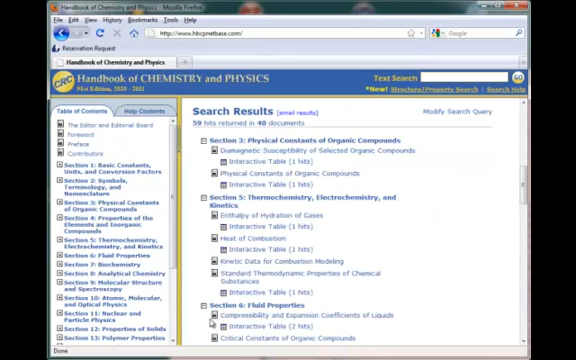 Handbook of Chemistry and Physics - Mozilla Firefox
File Edit View History Bookmarks Tools Help
http://www.hbcpnetbase.com/
Google
Reservation Request
Handbook of Chemistry and Physics
CRC
Handbook of CHEMISTRY and PHYSICS
91st Edition, 2010 - 2011
Text Search
GO
*New! Structure/Property Search | Search Help
Table of Contents
Help Contents
The Editor and Editorial Board
Foreword
Preface
Contributors
Section 1: Basic Constants,
Units, and Conversion Factors
Section 2: Symbols,
Terminology, and
Nomenclature
Section 3: Physical Constants
of Organic Compounds
Section 4: Properties of the
Elements and Inorganic
Compounds
Section 5: Thermochemistry,
Electrochemistry, and Kinetics
Section 6: Fluid Properties
Section 7: Biochemistry
Section 8: Analytical Chemistry
Section 9: Molecular Structure
and Spectroscopy
Section 10: Atomic, Molecular,
and Optical Physics
Section 11: Nuclear and
Particle Physics
Section 12: Properties of Solids
Section 13: Polymer Properties
Search Results [email results]
Modify Search Query
59 hits returned in 40 documents
Section 3: Physical Constants of Organic Compounds
Diamagnetic Susceptibility of Selected Organic Compounds
Interactive Table (1 hits)
Physical Constants of Organic Compounds
Interactive Table (1 hits)
Section 5: Thermochemistry, Electrochemistry, and
Kinetics
Enthalpy of Hydration of Gases
Interactive Table (1 hits)
Heat of Combustion
Interactive Table (1 hits)
Kinetic Data for Combustion Modeling
Standard Thermodynamic Properties of Chemical
Substances
Interactive Table (1 hits)
Section 6: Fluid Properties
Compressibility and Expansion Coefficients of Liquids
Interactive Table (2 hits)
Critical Constants of Organic Compounds
Done